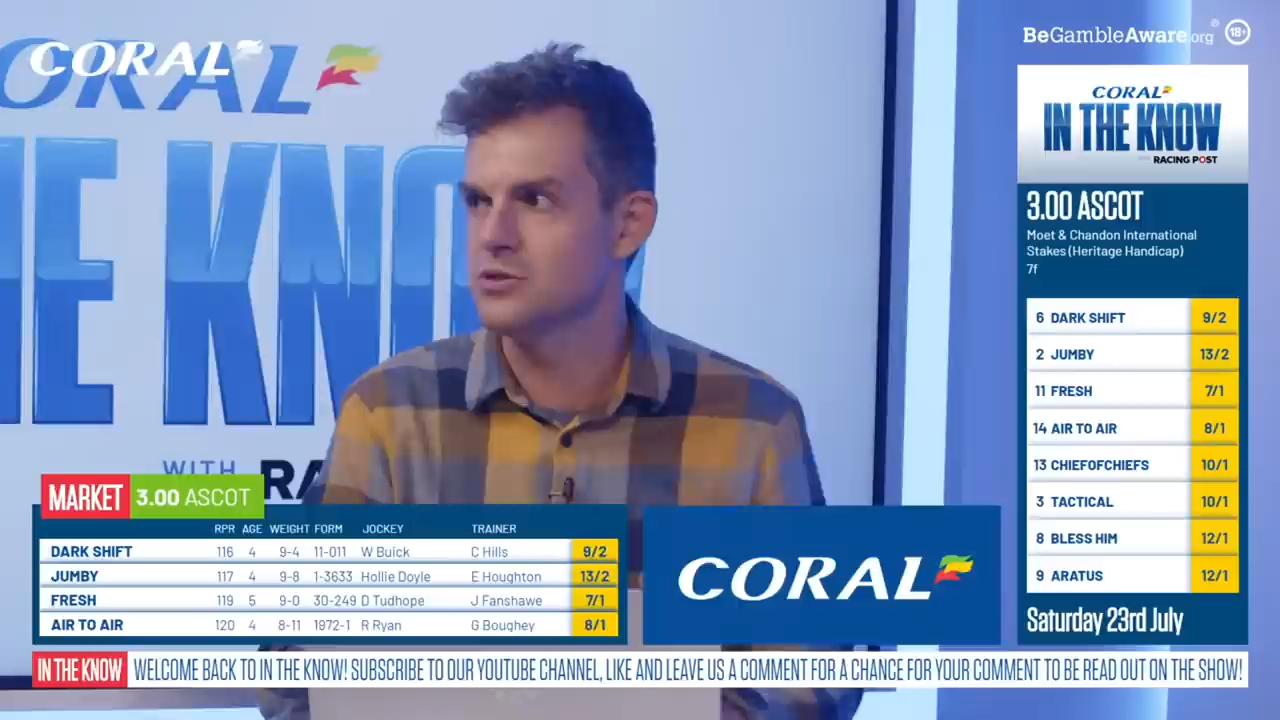 CORAL
CORAL
THE KNOW
WITH RA
BeGambleAware.org® 18+
CORAL
IN THE KNOW
WITH RACING POST
3.00 ASCOT
Moet & Chandon International
Stakes (Heritage Handicap)
7f
6 DARK SHIFT 9/2
2 JUMBY 13/2
11 FRESH 7/1
14 AIR TO AIR 8/1
13 CHIEFOFCHIEFS 10/1
3 TACTICAL 10/1
8 BLESS HIM 12/1
9 ARATUS 12/1
Saturday 23rd July
MARKET 3.00 ASCOT
RPR AGE WEIGHT FORM JOCKEY TRAINER
DARK SHIFT 116 4 9-4 11-011 W Buick C Hills 9/2
JUMBY 117 4 9-8 1-3633 Hollie Doyle E Houghton 13/2
FRESH 119 5 9-0 30-249 D Tudhope J Fanshawe 7/1
AIR TO AIR 120 4 8-11 1972-1 R Ryan G Boughey 8/1
CORAL
IN THE KNOW WELCOME BACK TO IN THE KNOW! SUBSCRIBE TO OUR YOUTUBE CHANNEL, LIKE AND LEAVE US A COMMENT FOR A CHANCE FOR YOUR COMMENT TO BE READ OUT ON THE SHOW!